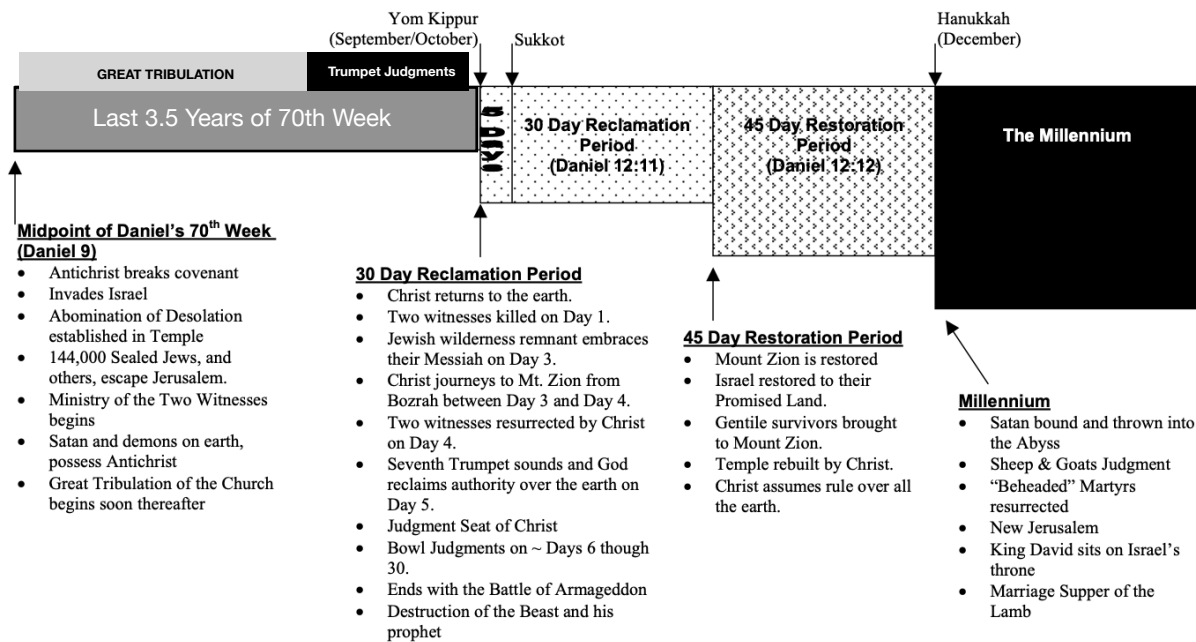 Yom Kippur
(September/October)
Sukkot
Hanukkah
(December)
GREAT TRIBULATION
Trumpet Judgments
Last 3.5 Years of 70th Week
30 Day Reclamation
Period
(Daniel 12:11)
45 Day Restoration
Period
(Daniel 12:12)
The Millennium
Midpoint of Daniel's 70th Week
(Daniel 9)
• Antichrist breaks covenant
• Invades Israel
• Abomination of Desolation
established in Temple
• 144,000 Sealed Jews, and
others, escape Jerusalem.
• Ministry of the Two Witnesses
begins
• Satan and demons on earth,
possess Antichrist
• Great Tribulation of the Church
begins soon thereafter
30 Day Reclamation Period
• Christ returns to the earth.
• Two witnesses killed on Day 1.
• Jewish wilderness remnant embraces
their Messiah on Day 3.
• Christ journeys to Mt. Zion from
Bozrah between Day 3 and Day 4.
• Two witnesses resurrected by Christ
on Day 4.
• Seventh Trumpet sounds and God
reclaims authority over the earth on
Day 5.
• Judgment Seat of Christ
• Bowl Judgments on ~ Days 6 though
30.
• Ends with the Battle of Armageddon
• Destruction of the Beast and his
prophet
45 Day Restoration Period
• Mount Zion is restored
• Israel restored to their
Promised Land.
• Gentile survivors brought
to Mount Zion.
• Temple rebuilt by Christ.
• Christ assumes rule over all
the earth.
Millennium
• Satan bound and thrown into
the Abyss
• Sheep & Goats Judgment
• “Beheaded” Martyrs
resurrected
• New Jerusalem
• King David sits on Israel's
throne
• Marriage Supper of the
Lamb